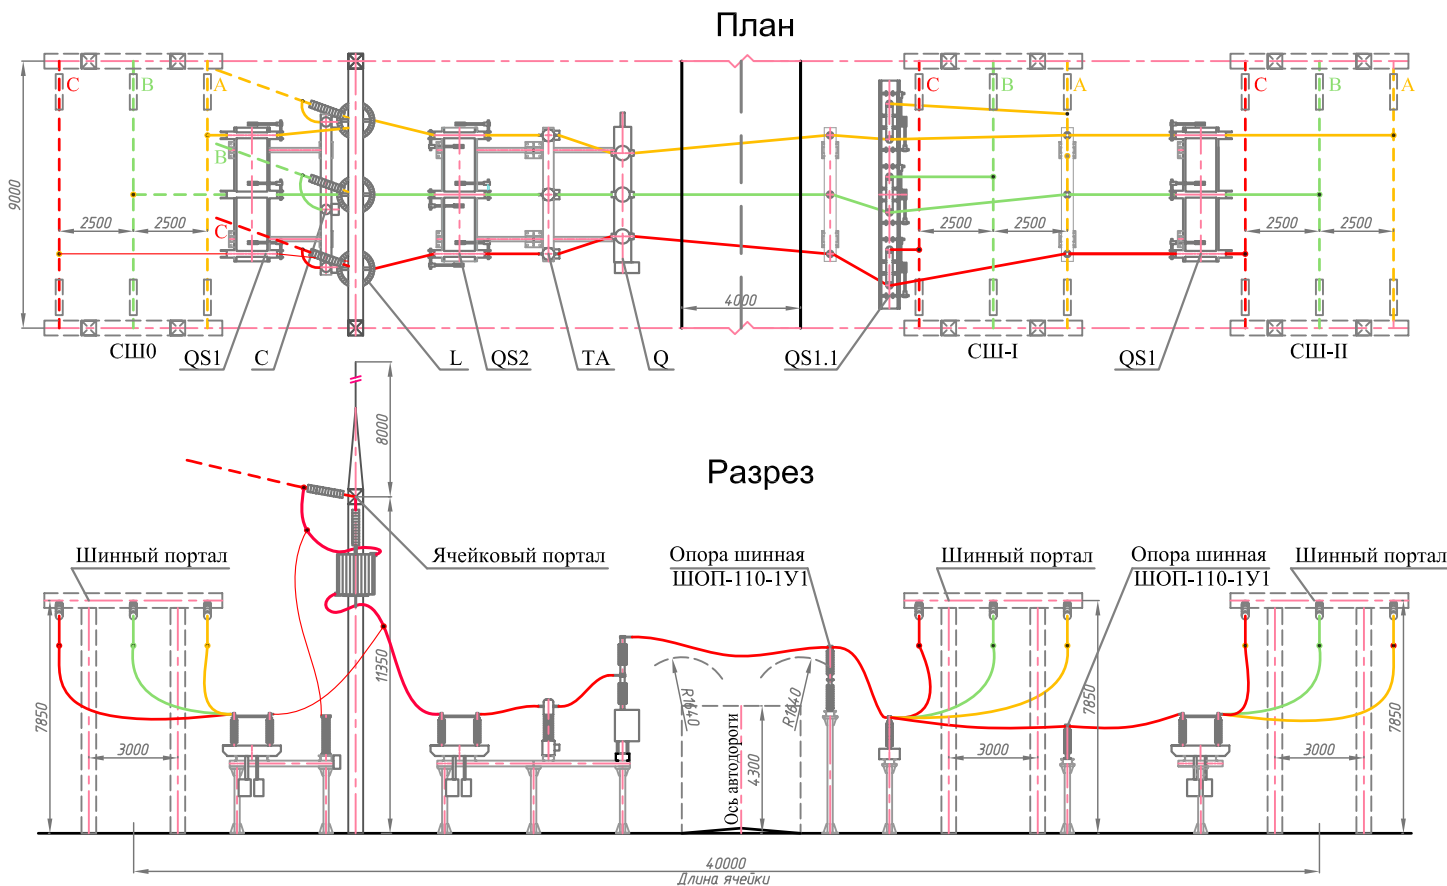 План
C
B
A
B
C
9000
2500
2500
4000
C
B
A
2500
2500
C
B
A
2500
2500
СШ0
QS1
C
L
QS2
TA
Q
QS1.1
СШ-I
QS1
СШ-II
Разрез
8000
Шинный портал
Ячейковый портал
Опора шинная
ШОП-110-1У1
Шинный портал
Опора шинная
ШОП-110-1У1
Шинный портал
7850
3000
11350
R1640
R1640
Ось автодороги
4300
3000
7850
3000
7850
40000
Длина ячейки